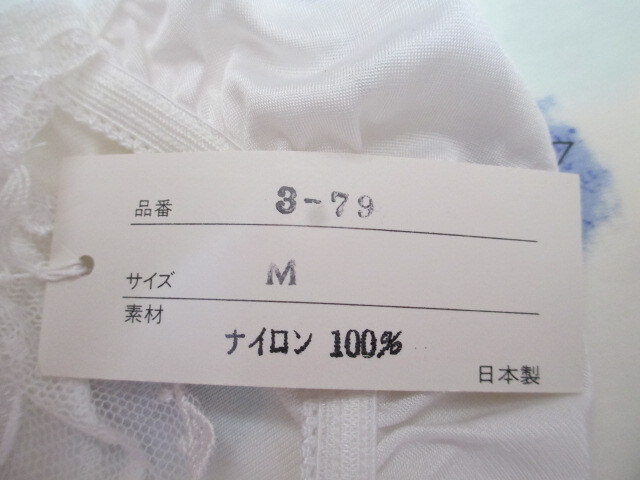 品番 3-79
サイズ M
素材
ナイロン 100%
日本製